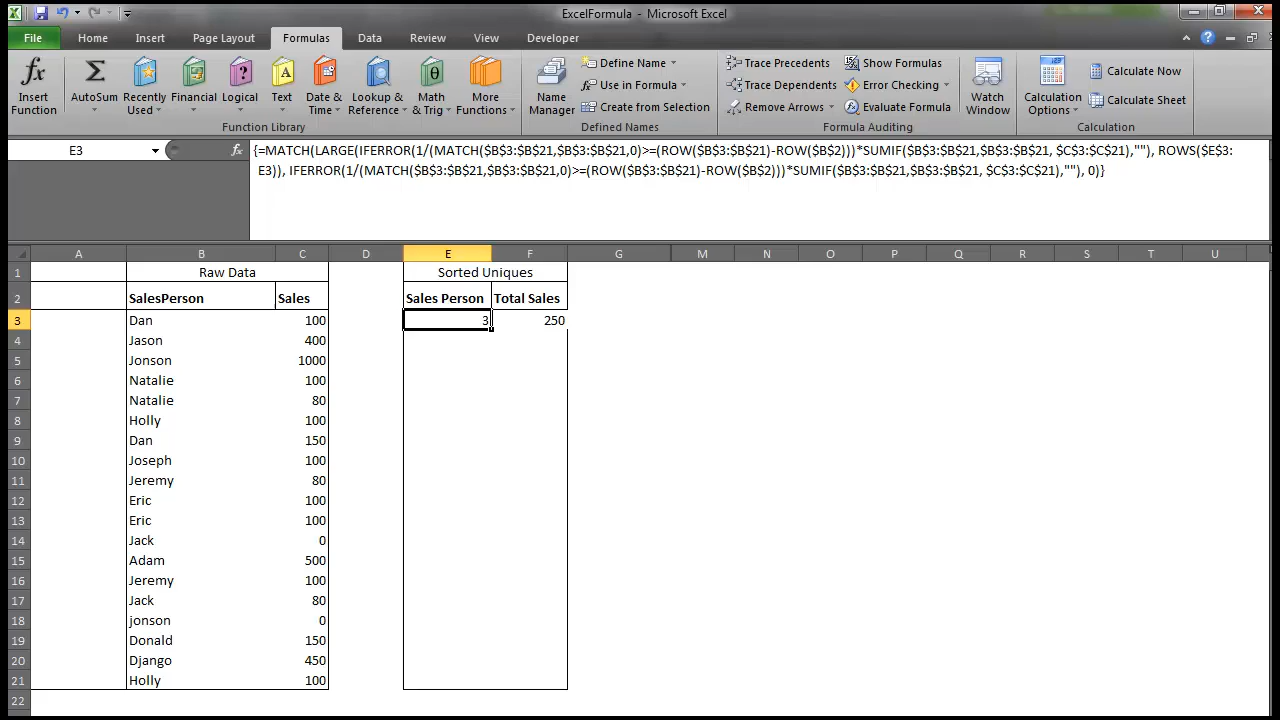 ExcelFormula - Microsoft Excel
File Home Insert Page Layout Formulas Data Review View Developer
fx Σ A θ
Insert Function
AutoSum
Recently Used
Financial
Logical
Text
Date & Time
Lookup & Reference
Math & Trig
More Functions
Function Library
Name Manager
Define Name
Use in Formula
Create from Selection
Defined Names
Trace Precedents
Trace Dependents
Remove Arrows
Show Formulas
Error Checking
Evaluate Formula
Formula Auditing
Watch Window
Calculation Options
Calculate Now
Calculate Sheet
Calculation
E3 fx {=MATCH(LARGE(IFERROR(1/(MATCH($B$3:$B$21,$B$3:$B$21,0)>=(ROW($B$3:$B$21)-ROW($B$2)))*SUMIF($B$3:$B$21,$B$3:$B$21, $C$3:$C$21),""), ROWS($E$3:
E3)), IFERROR(1/(MATCH($B$3:$B$21,$B$3:$B$21,0)>=(ROW($B$3:$B$21)-ROW($B$2)))*SUMIF($B$3:$B$21,$B$3:$B$21, $C$3:$C$21),""), 0)}
A B C D E F G M N O P Q R S T U
1 Raw Data Sorted Uniques
2 SalesPerson Sales Sales Person Total Sales
3 Dan 100 3 250
4 Jason 400
5 Jonson 1000
6 Natalie 100
7 Natalie 80
8 Holly 100
9 Dan 150
10 Joseph 100
11 Jeremy 80
12 Eric 100
13 Eric 100
14 Jack 0
15 Adam 500
16 Jeremy 100
17 Jack 80
18 jonson 0
19 Donald 150
20 Django 450
21 Holly 100
22